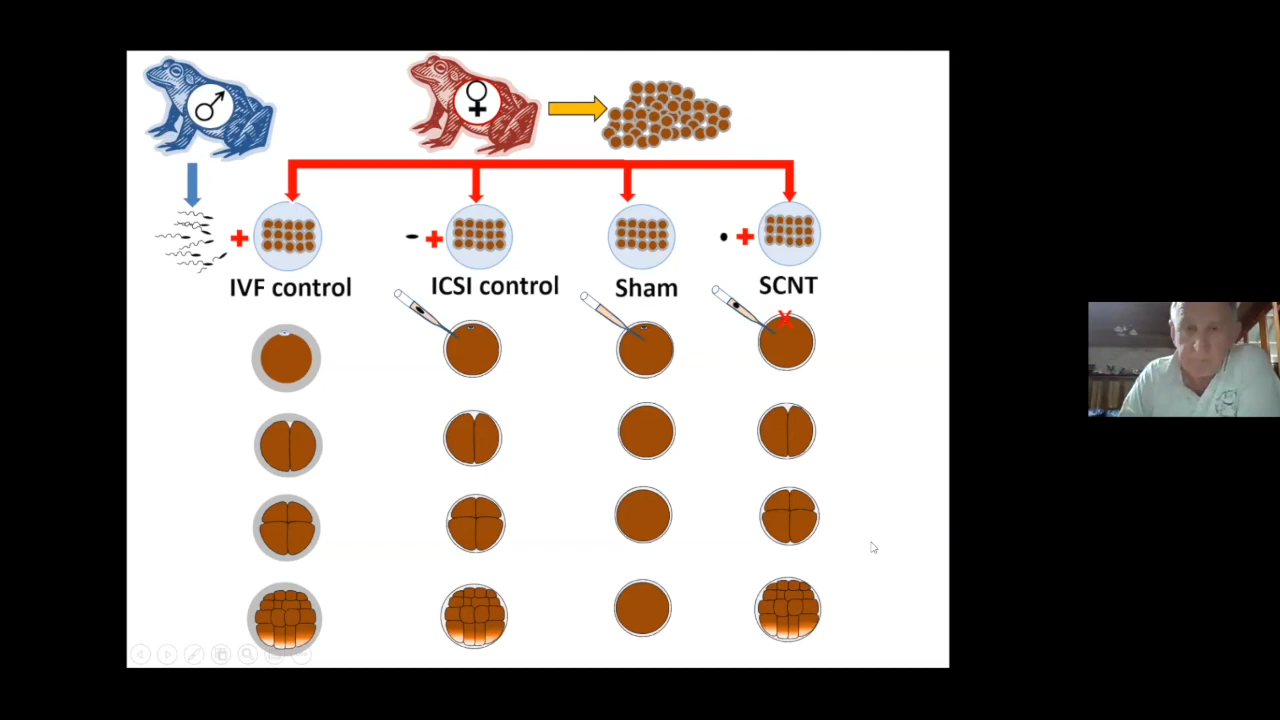 IVF control
ICSI control
Sham
SCNT
X